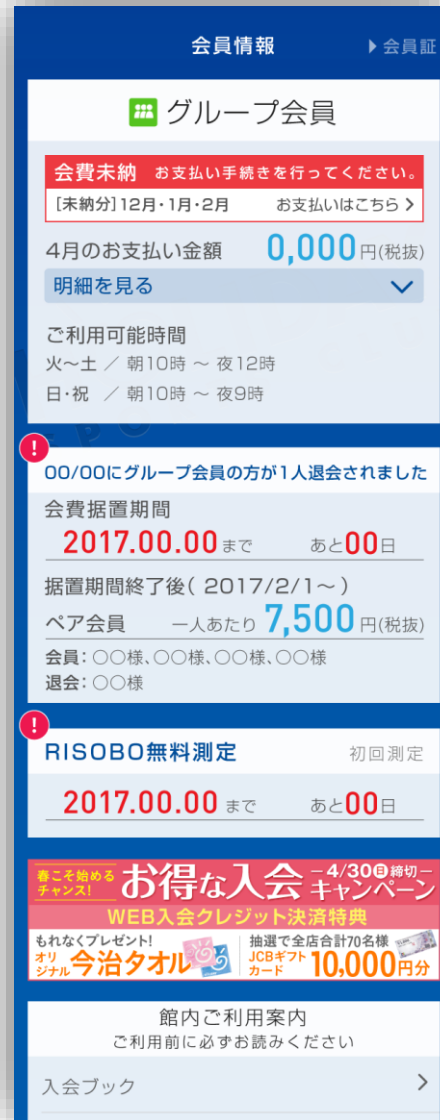 会員情報 ▶会員証
グループ会員
会費未納 お支払い手続きを行ってください。
[未納分]12月・1月・2月 お支払いはこちら >
4月のお支払い金額 0,000円(税抜)
明細を見る
ご利用可能時間
火〜土 ／ 朝10時 〜 夜12時
日・祝 ／ 朝10時 〜 夜9時
!
00/00にグループ会員の方が1人退会されました
会費据置期間
2017.00.00まで あと00日
据置期間終了後( 2017/2/1〜 )
ペア会員 一人あたり 7,500円(税抜)
会員：○○様、○○様、○○様、○○様
退会：○○様
!
RISOBO無料測定 初回測定
2017.00.00まで あと00日
春こそ始める チャンス! お得な入会 −4/30日締切− キャンペーン
WEB入会クレジット決済特典
もれなくプレゼント! オリジナル今治タオル
抽選で全店合計70名様 JCBギフトカード 10,000円分
館内ご利用案内
ご利用前に必ずお読みください
入会ブック >